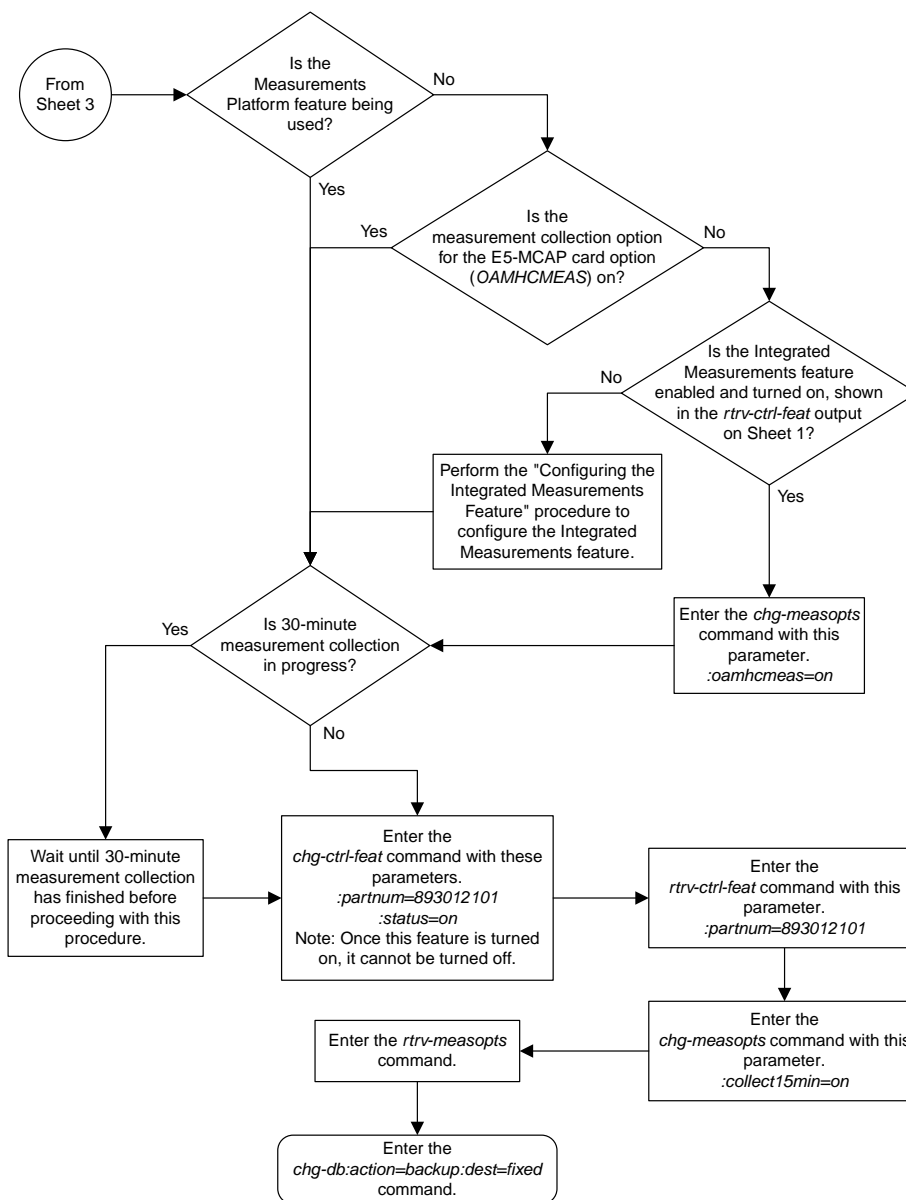 From
Sheet 3
Is the
Measurements
Platform feature being
used?
No
Yes
Is the
measurement collection option
for the E5-MCAP card option
(OAMHCMEAS) on?
Yes
No
Is the Integrated
Measurements feature
enabled and turned on, shown
in the rtrv-ctrl-feat output
on Sheet 1?
No
Yes
Perform the "Configuring the
Integrated Measurements
Feature" procedure to
configure the Integrated
Measurements feature.
Enter the chg-measopts
command with this
parameter.
:oamhcmeas=on
Is 30-minute
measurement collection
in progress?
Yes
No
Wait until 30-minute
measurement collection
has finished before
proceeding with this
procedure.
Enter the
chg-ctrl-feat command with these
parameters.
:partnum=893012101
:status=on
Note: Once this feature is turned
on, it cannot be turned off.
Enter the
rtrv-ctrl-feat command with this
parameter.
:partnum=893012101
Enter the
chg-measopts command with this
parameter.
:collect15min=on
Enter the rtrv-measopts
command.
Enter the
chg-db:action=backup:dest=fixed
command.